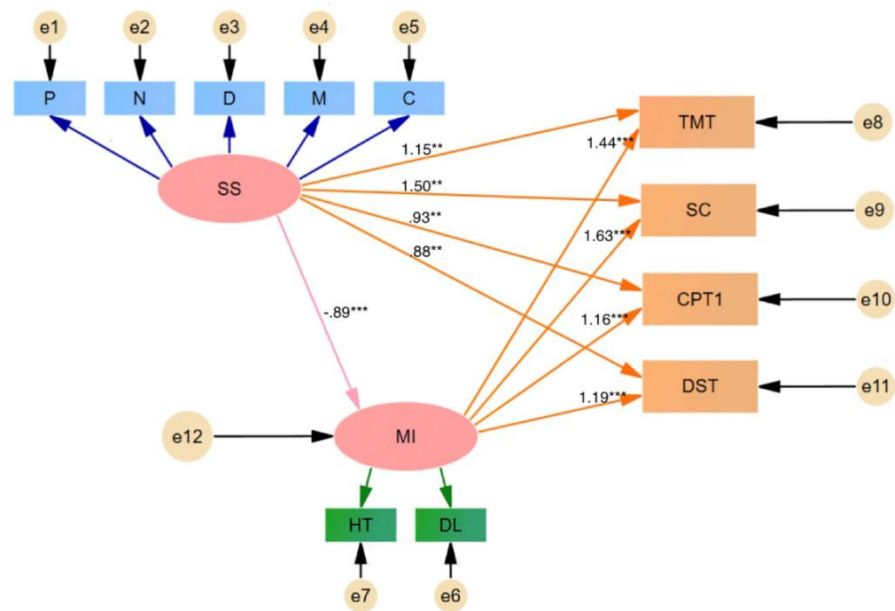 e1 e2 e3 e4 e5
P N D M C
TMT e8
1.44***
1.15**
SS
1.50**
SC e9
.93**
1.63***
.88**
CPT1 e10
-.89***
1.16***
DST e11
1.19***
e12 MI
HT DL
e7 e6